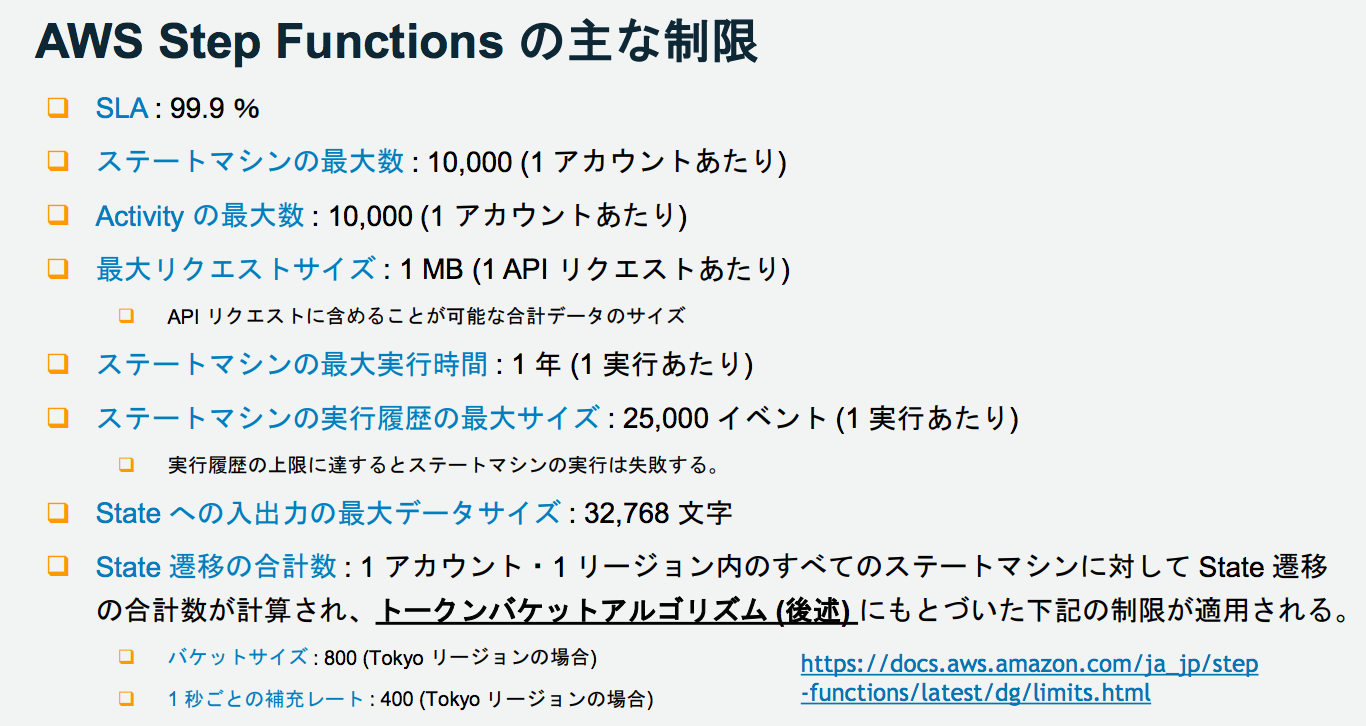 AWS Step Functions の主な制限
SLA : 99.9 %
ステートマシンの最大数 : 10,000 (1 アカウントあたり)
Activity の最大数 : 10,000 (1 アカウントあたり)
最大リクエストサイズ : 1 MB (1 API リクエストあたり)
API リクエストに含めることが可能な合計データのサイズ
ステートマシンの最大実行時間 : 1 年 (1 実行あたり)
ステートマシンの実行履歴の最大サイズ : 25,000 イベント (1 実行あたり)
実行履歴の上限に達するとステートマシンの実行は失敗する。
State への入出力の最大データサイズ : 32,768 文字
State 遷移の合計数 : 1 アカウント・1 リージョン内のすべてのステートマシンに対して State 遷移
の合計数が計算され、トークンバケットアルゴリズム (後述) にもとづいた下記の制限が適用される。
バケットサイズ : 800 (Tokyo リージョンの場合)
1 秒ごとの補充レート : 400 (Tokyo リージョンの場合)
https://docs.aws.amazon.com/ja_jp/step
-functions/latest/dg/limits.html